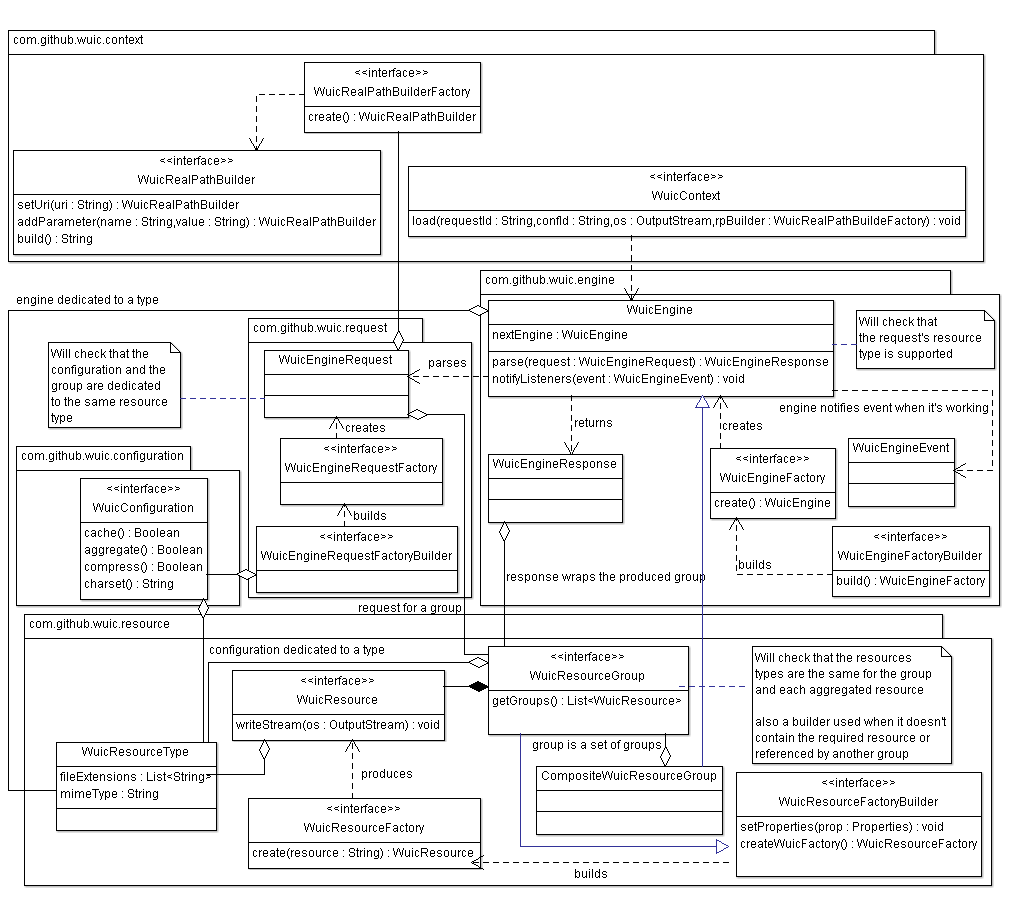 com.github.wuic.context
<<interface>>
WuicRealPathBuilderFactory
create() : WuicRealPathBuilder
<<interface>>
WuicRealPathBuilder
setUri(uri : String) : WuicRealPathBuilder
addParameter(name : String,value : String) : WuicRealPathBuilder
build() : String
<<interface>>
WuicContext
load(requestId : String,confId : String,os : OutputStream,rpBuilder : WuicRealPathBuildeFactory) : void
com.github.wuic.engine
engine dedicated to a type
WuicEngine
nextEngine : WuicEngine
parse(request : WuicEngineRequest) : WuicEngineResponse
notifyListeners(event : WuicEngineEvent) : void
Will check that
the request's resource
type is supported
com.github.wuic.request
WuicEngineRequest
parses
Will check that the
configuration and the
group are dedicated
to the same resource
type
engine notifies event when it's working
creates
returns
creates
<<interface>>
WuicEngineRequestFactory
WuicEngineResponse
<<interface>>
WuicEngineFactory
create() : WuicEngine
WuicEngineEvent
com.github.wuic.configuration
<<interface>>
WuicConfiguration
cache() : Boolean
aggregate() : Boolean
compress() : Boolean
charset() : String
builds
<<interface>>
WuicEngineRequestFactoryBuilder
builds
<<interface>>
WuicEngineFactoryBuilder
build() : WuicEngineFactory
response wraps the produced group
request for a group
com.github.wuic.resource
configuration dedicated to a type
<<interface>>
WuicResource
writeStream(os : OutputStream) : void
<<interface>>
WuicResourceGroup
getGroups() : List<WuicResource>
Will check that the resources
types are the same for the group
and each aggregated resource
also a builder used when it doesn't
contain the required resource or
referenced by another group
group is a set of groups
WuicResourceType
fileExtensions : List<String>
mimeType : String
produces
CompositeWuicResourceGroup
<<interface>>
WuicResourceFactory
create(resource : String) : WuicResource
<<interface>>
WuicResourceFactoryBuilder
setProperties(prop : Properties) : void
createWuicFactory() : WuicResourceFactory
builds